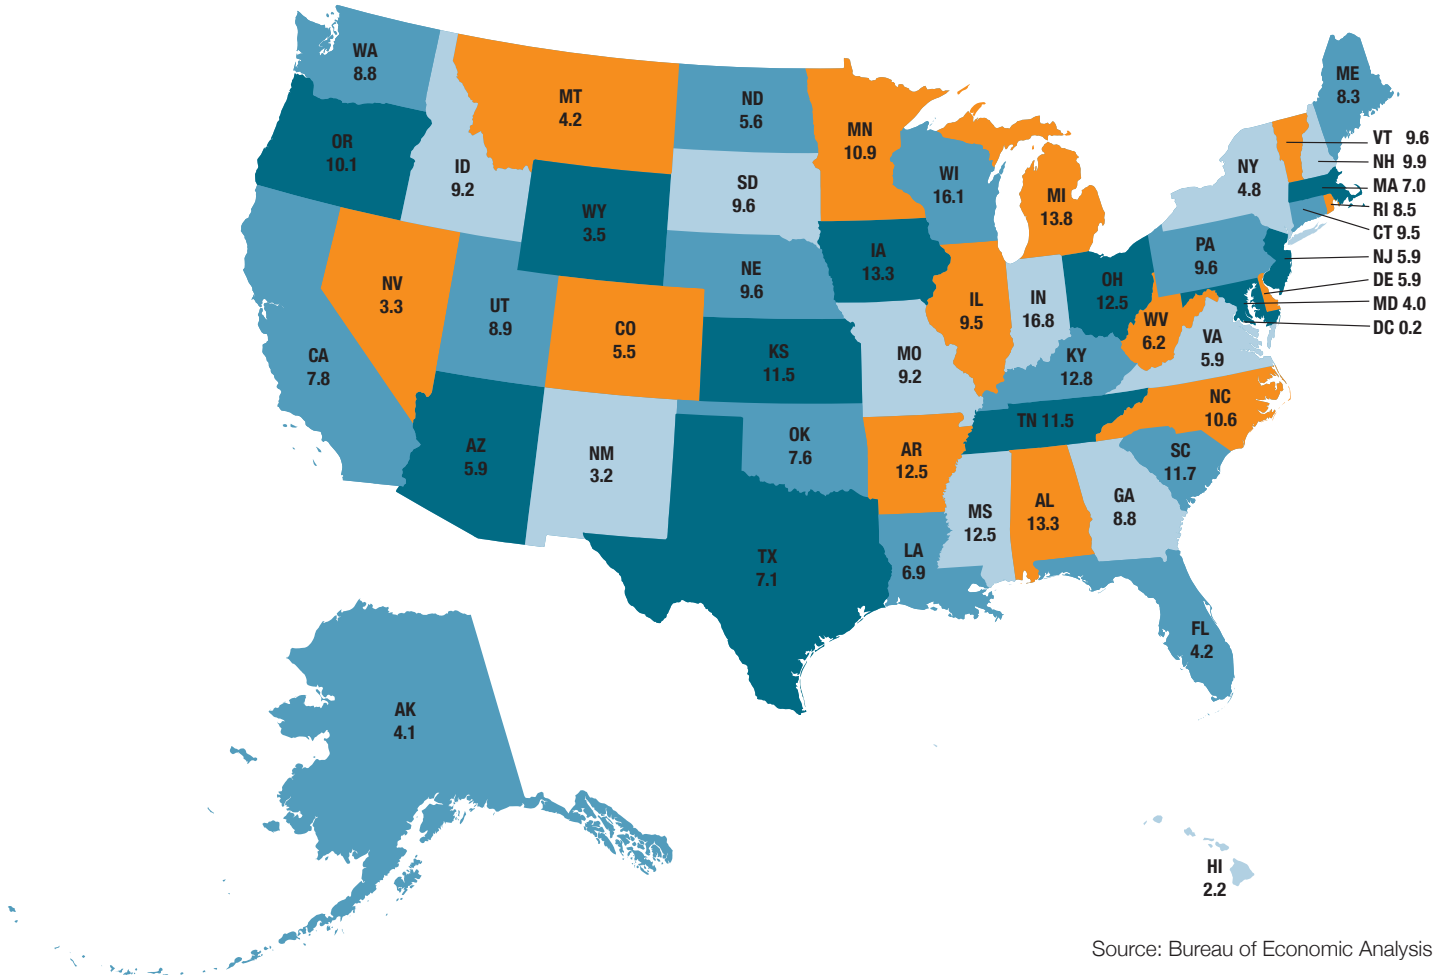 WA
8.8
MT
4.2
ND
5.6
MN
10.9
ME
8.3
OR
10.1
ID
9.2
SD
9.6
WI
16.1
MI
13.8
NY
4.8
VT 9.6
NH 9.9
MA 7.0
RI 8.5
CT 9.5
NJ 5.9
DE 5.9
MD 4.0
DC 0.2
WY
3.5
NE
9.6
IA
13.3
PA
9.6
NV
3.3
UT
8.9
CO
5.5
IL
9.5
IN
16.8
OH
12.5
WV
6.2
VA
5.9
CA
7.8
KS
11.5
MO
9.2
KY
12.8
NC
10.6
AZ
5.9
NM
3.2
OK
7.6
AR
12.5
TN 11.5
SC
11.7
TX
7.1
LA
6.9
MS
12.5
AL
13.3
GA
8.8
FL
4.2
AK
4.1
HI
2.2
Source: Bureau of Economic Analysis